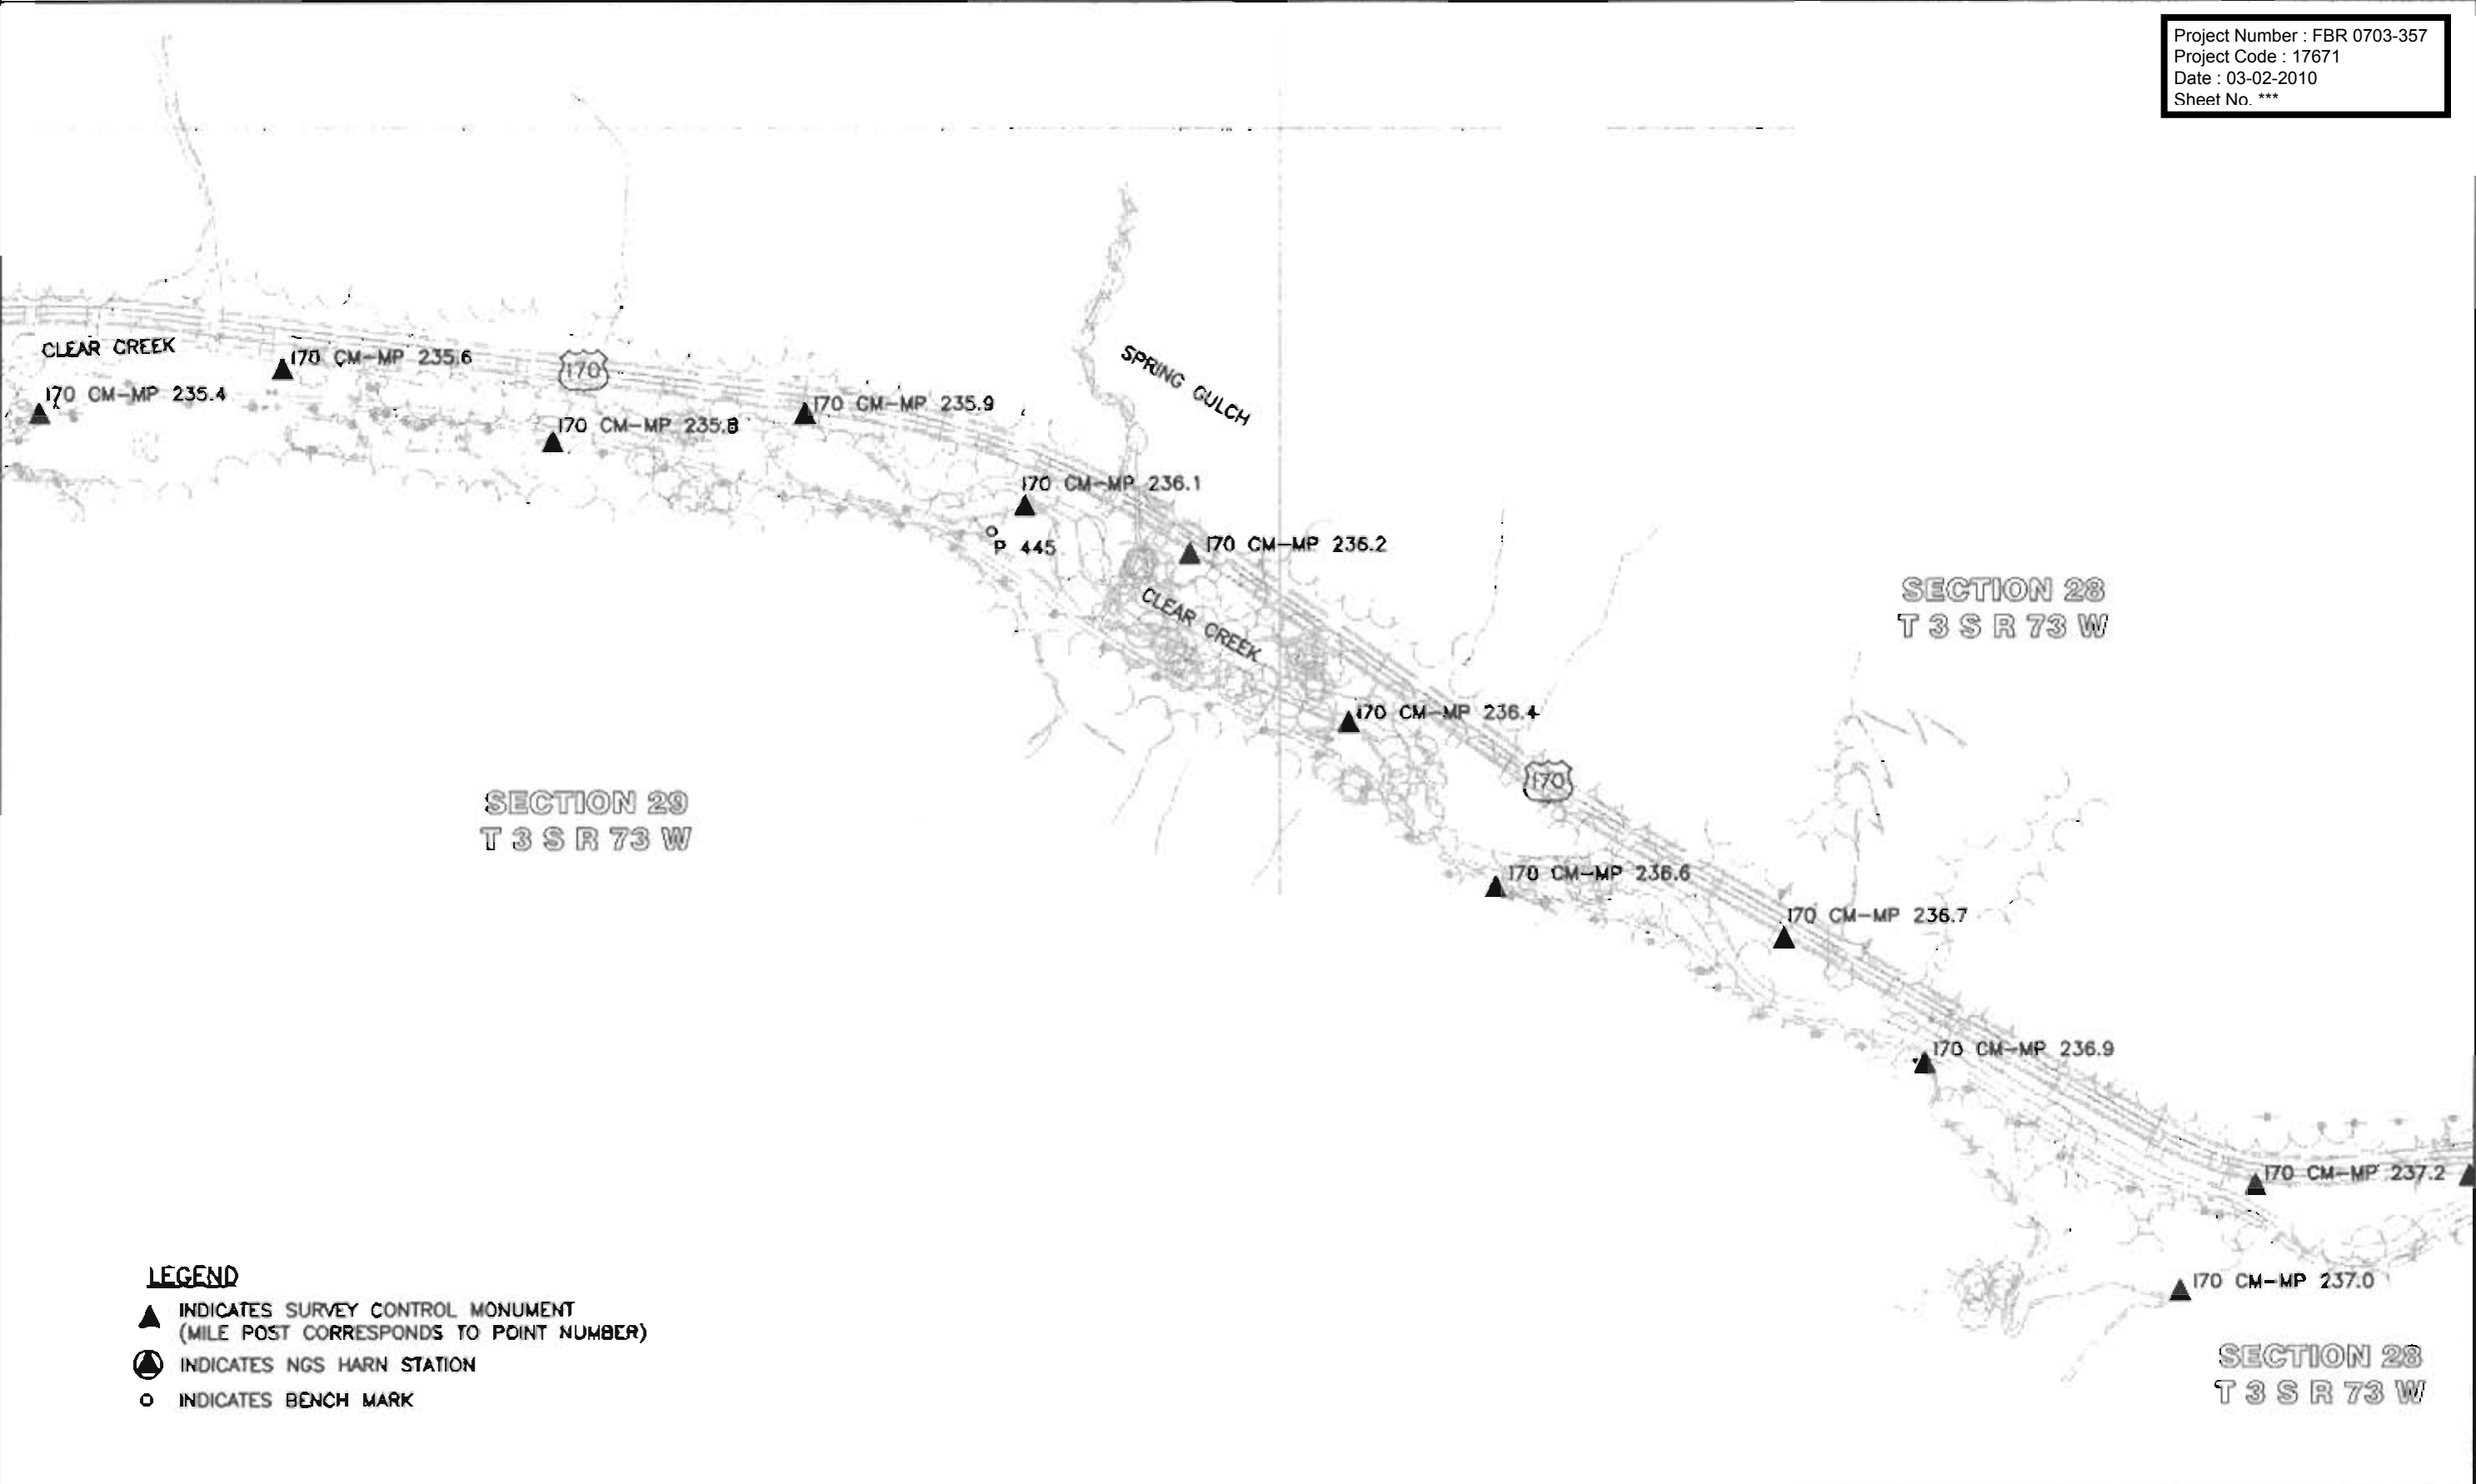 Project Number : FBR 0703-357
Project Code : 17671
Date : 03-02-2010
Sheet No. ***
CLEAR CREEK
170 CM-MP 235.6
170
170 CM-MP 235.4
170 CM-MP 235.8
170 CM-MP 235.9
SPRING GULCH
170 CM-MP 236.1
P 445
170 CM-MP 236.2
CLEAR CREEK
SECTION 28
T 3 S R 73 W
170 CM-MP 236.4
170
SECTION 29
T 3 S R 73 W
170 CM-MP 236.6
170 CM-MP 236.7
170 CM-MP 236.9
170 CM-MP 237.2
170 CM-MP 237.0
SECTION 28
T 3 S R 73 W
LEGEND
INDICATES SURVEY CONTROL MONUMENT
(MILE POST CORRESPONDS TO POINT NUMBER)
INDICATES NGS HARN STATION
INDICATES BENCH MARK